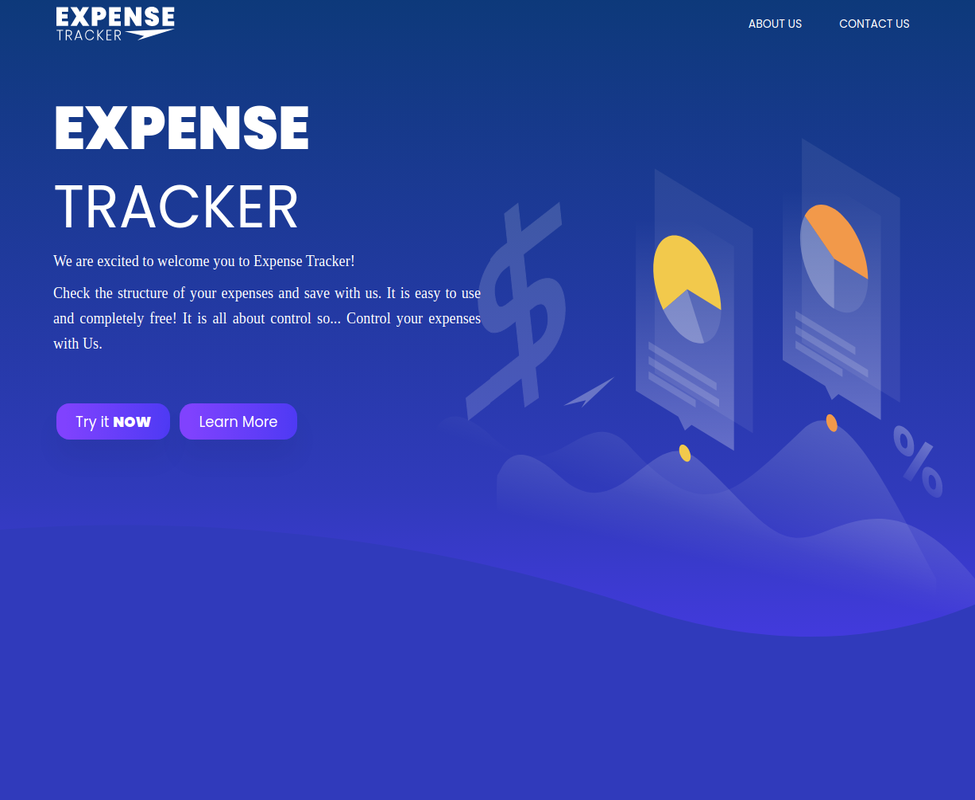 EXPENSE
TRACKER
ABOUT US
CONTACT US
EXPENSE
TRACKER
We are excited to welcome you to Expense Tracker!
Check the structure of your expenses and save with us. It is easy to use
and completely free! It is all about control so... Control your expenses
with Us.
Try it NOW
Learn More
$
%